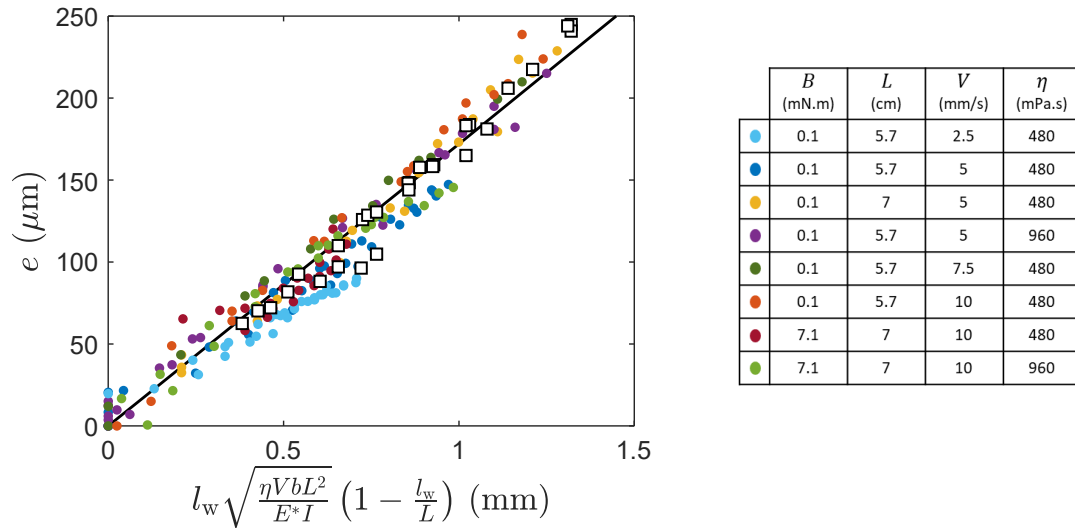 250
200
150
100
50
0
e (μm)
0
0.5
1
1.5
l_w √(ηVbL²/E*I) (1 − l_w/L) (mm)
B L V η
(mN.m) (cm) (mm/s) (mPa.s)
0.1 5.7 2.5 480
0.1 5.7 5 480
0.1 7 5 480
0.1 5.7 5 960
0.1 5.7 7.5 480
0.1 5.7 10 480
7.1 7 10 480
7.1 7 10 960